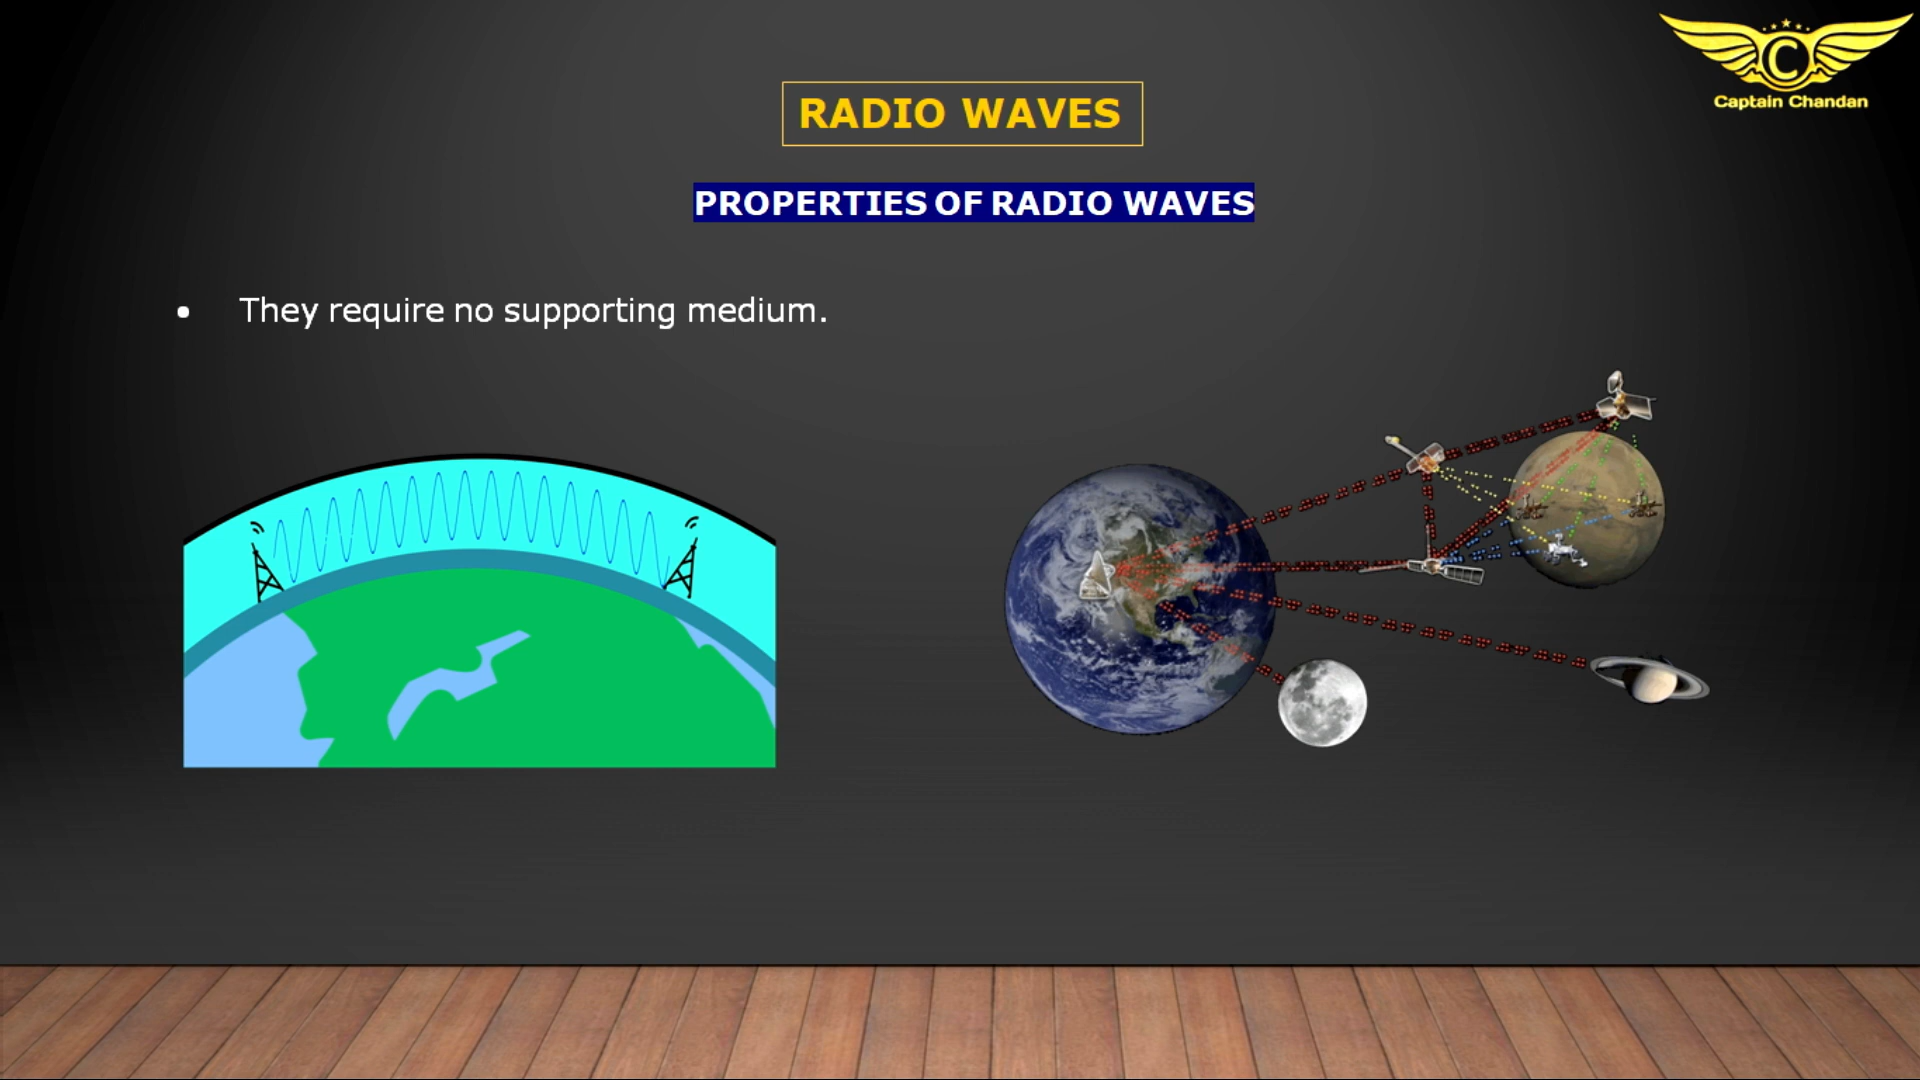 C
Captain Chandan
RADIO WAVES
PROPERTIES OF RADIO WAVES
• They require no supporting medium.